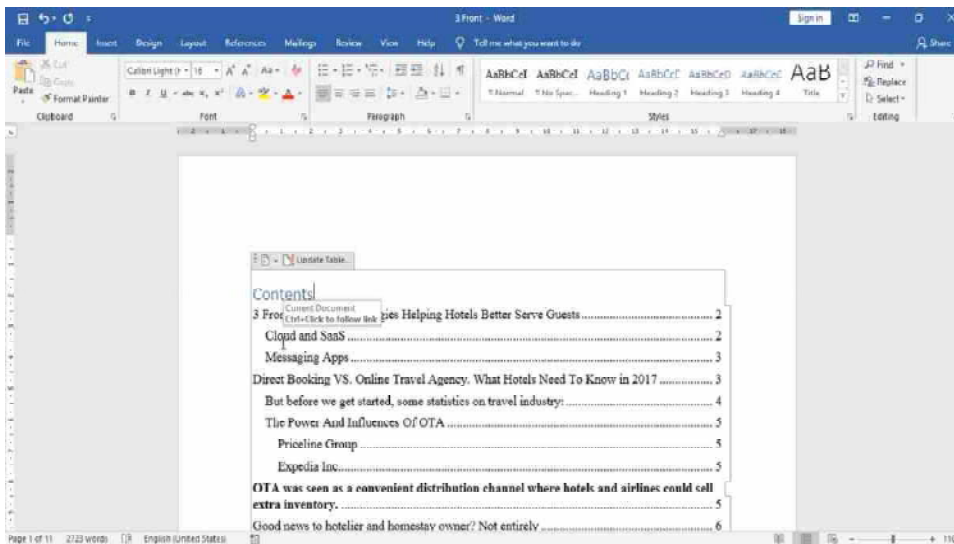 3 Front - Word
Sign in
File Home Insert Design Layout References Mailings Review View Help Tell me what you want to do
Share
Cut
Copy
Paste
Format Painter
Clipboard
Calibri Light
16
Font
Paragraph
AaBbCcI AaBbCcI AaBbCc AaBbCcC AaBbCcD AaBbCcC AaB
¶ Normal ¶ No Spac... Heading 1 Heading 2 Heading 3 Heading 4 Title
Styles
Find
Replace
Select
Editing
Update Table...
Contents
Current Document
Ctrl+Click to follow link
3 Fro gies Helping Hotels Better Serve Guests 2
Cloud and SaaS 2
Messaging Apps 3
Direct Booking VS. Online Travel Agency. What Hotels Need To Know in 2017 3
But before we get started, some statistics on travel industry: 4
The Power And Influences Of OTA 5
Priceline Group 5
Expedia Inc 5
OTA was seen as a convenient distribution channel where hotels and airlines could sell
extra inventory. 5
Good news to hotelier and homestay owner? Not entirely 6
Page 1 of 11 2723 words English (United States)